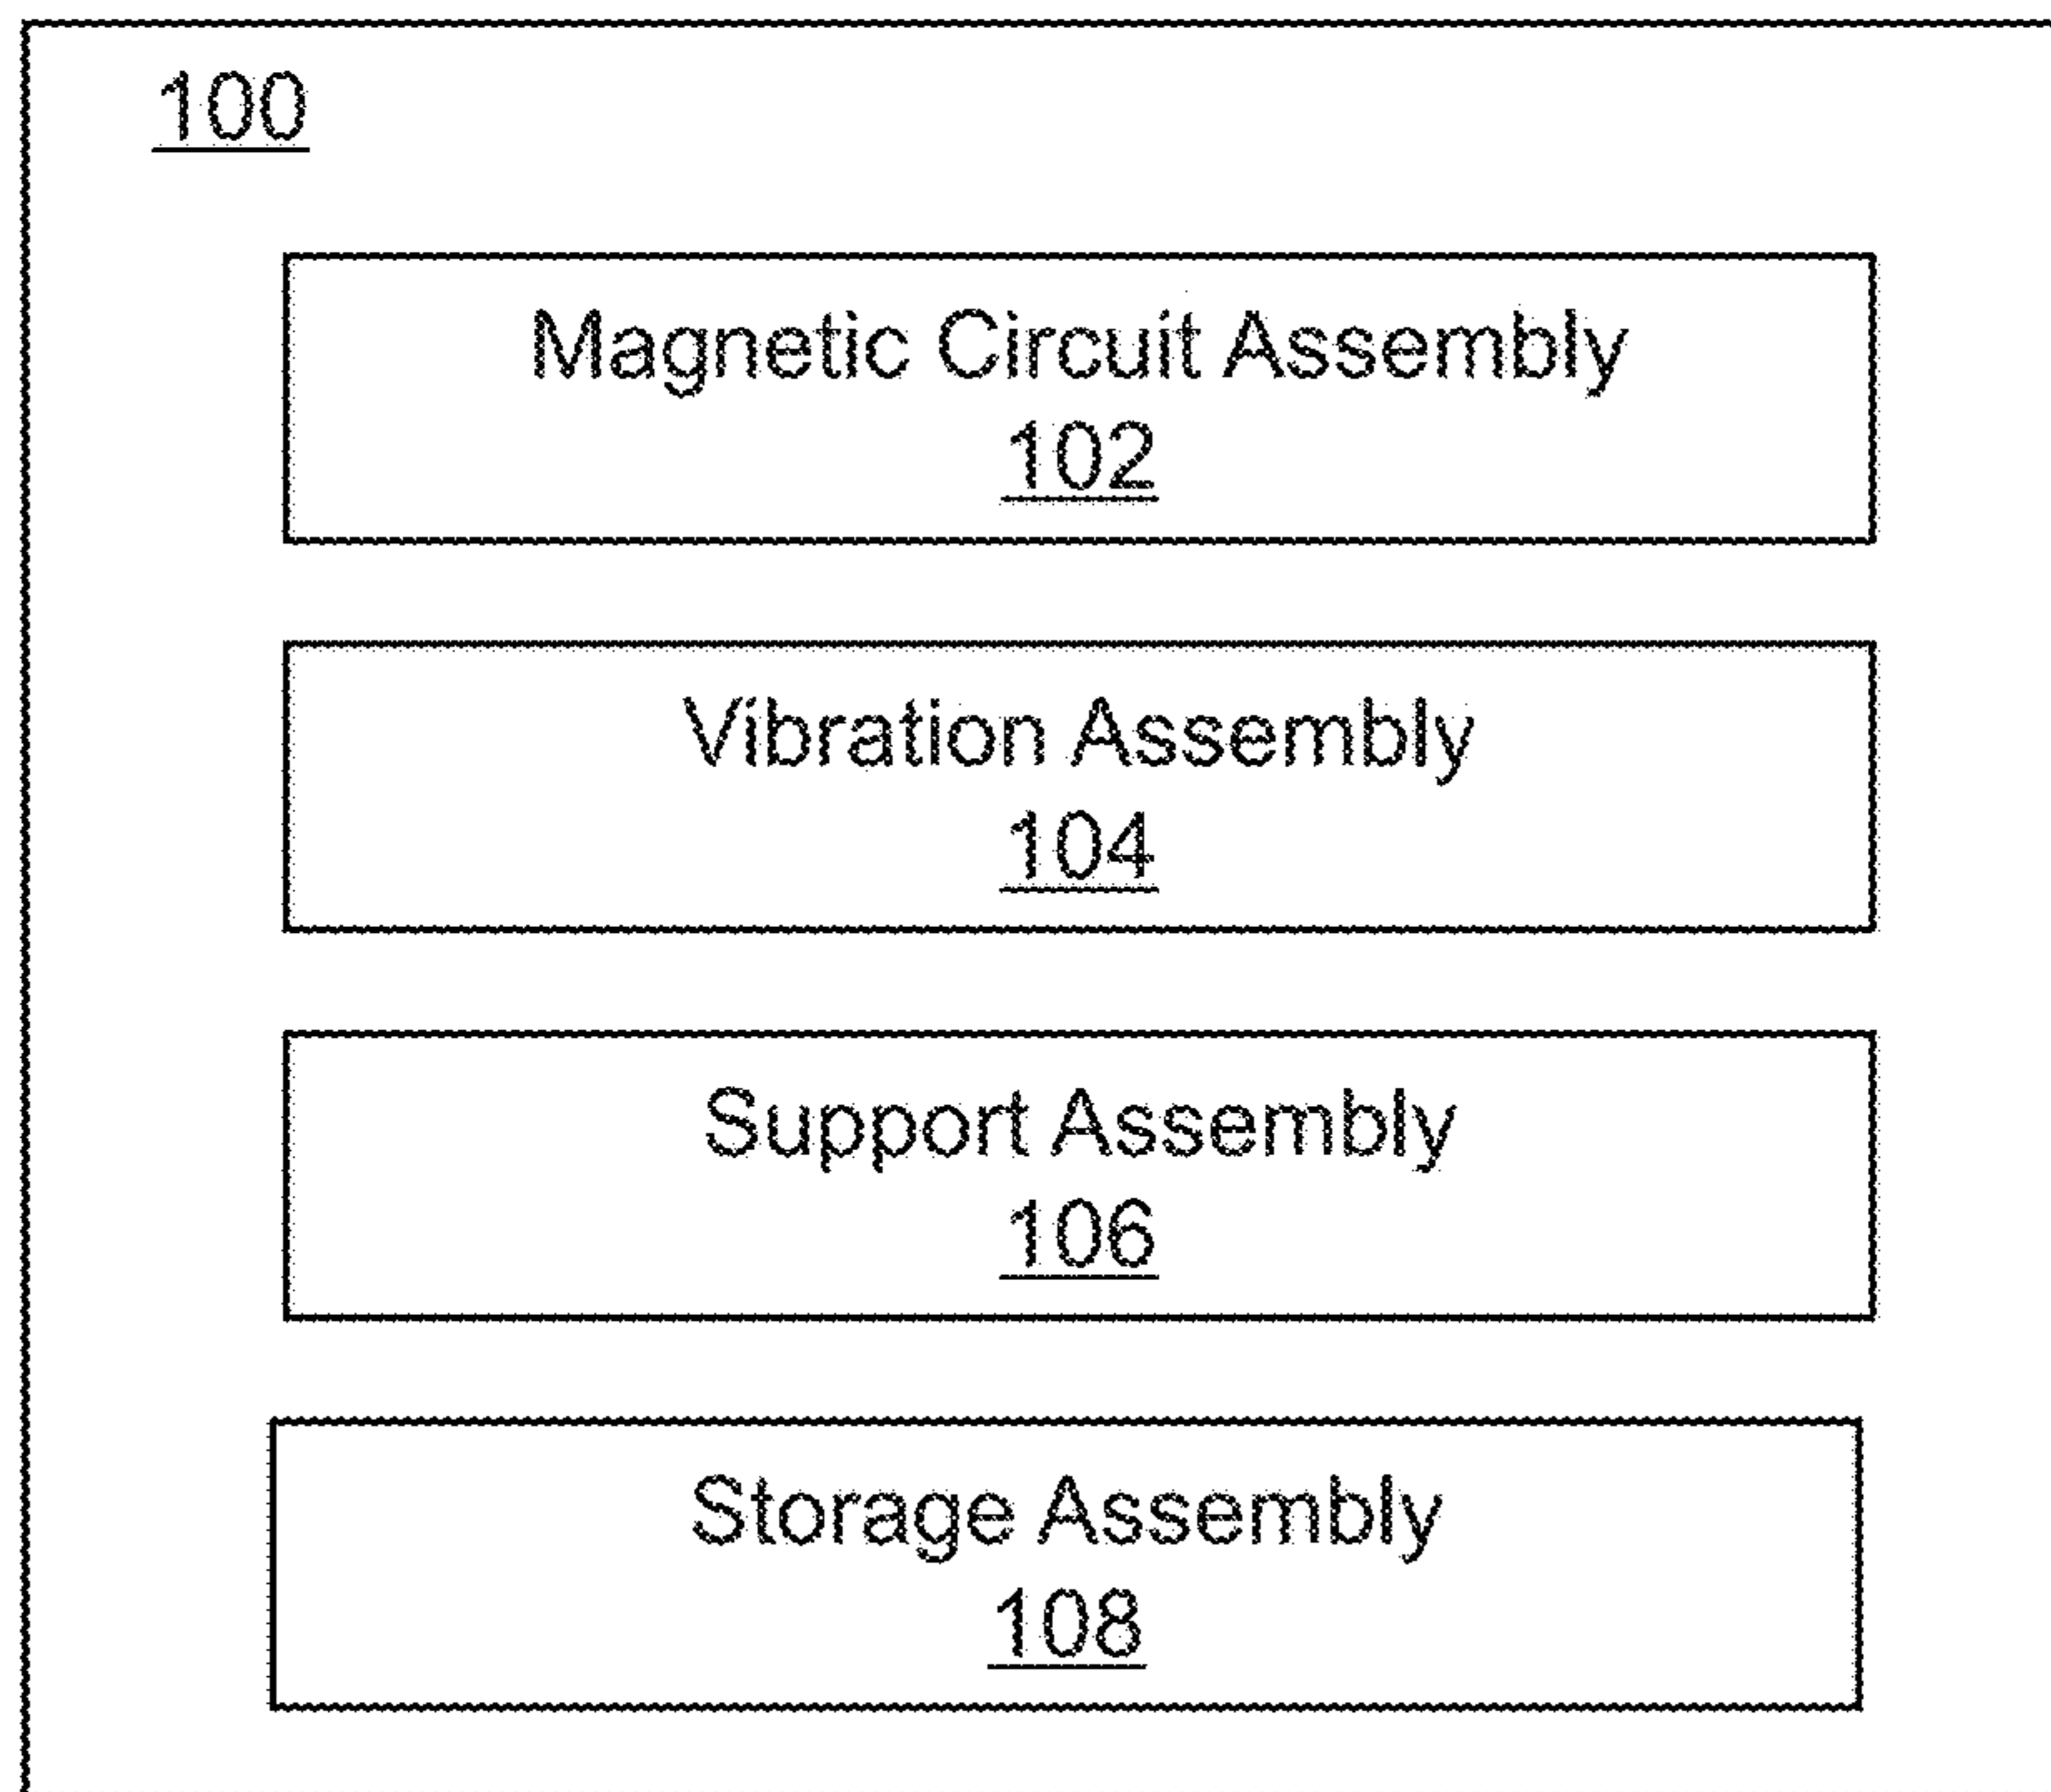 100
Magnetic Circuit Assembly
102
Vibration Assembly
104
Support Assembly
106
Storage Assembly
108